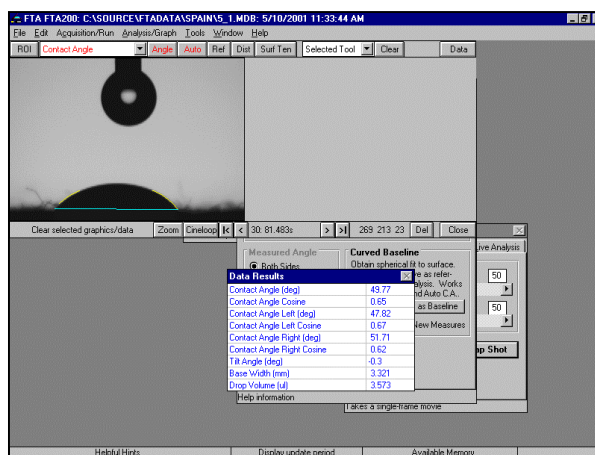 FTA FTA200: C:\SOURCE\FTADATA\SPAIN\5_1.MDB: 5/10/2001 11:33:44 AM
File Edit Acquisition/Run Analysis/Graph Tools Window Help
ROI Contact Angle Angle Auto Ref Dist Surf Ten Selected Tool Clear Data
Clear selected graphics/data Zoom Cineloop |< < 30: 81.483s > >| 269 213 23 Del Close
Live Analysis
Measured Angle
Both Sides
Curved Baseline
Obtain spherical fit to surface.
as refer-
alysis. Works
nd Auto C.A..
as Baseline
New Measures
50
50
Shot
Data Results
Contact Angle (deg) 49.77
Contact Angle Cosine 0.65
Contact Angle Left (deg) 47.82
Contact Angle Left Cosine 0.67
Contact Angle Right (deg) 51.71
Contact Angle Right Cosine 0.62
Tilt Angle (deg) -0.3
Base Width (mm) 3.321
Drop Volume (ul) 3.573
Help information
Takes a single-frame movie
Helpful Hints Display update period Available Memory